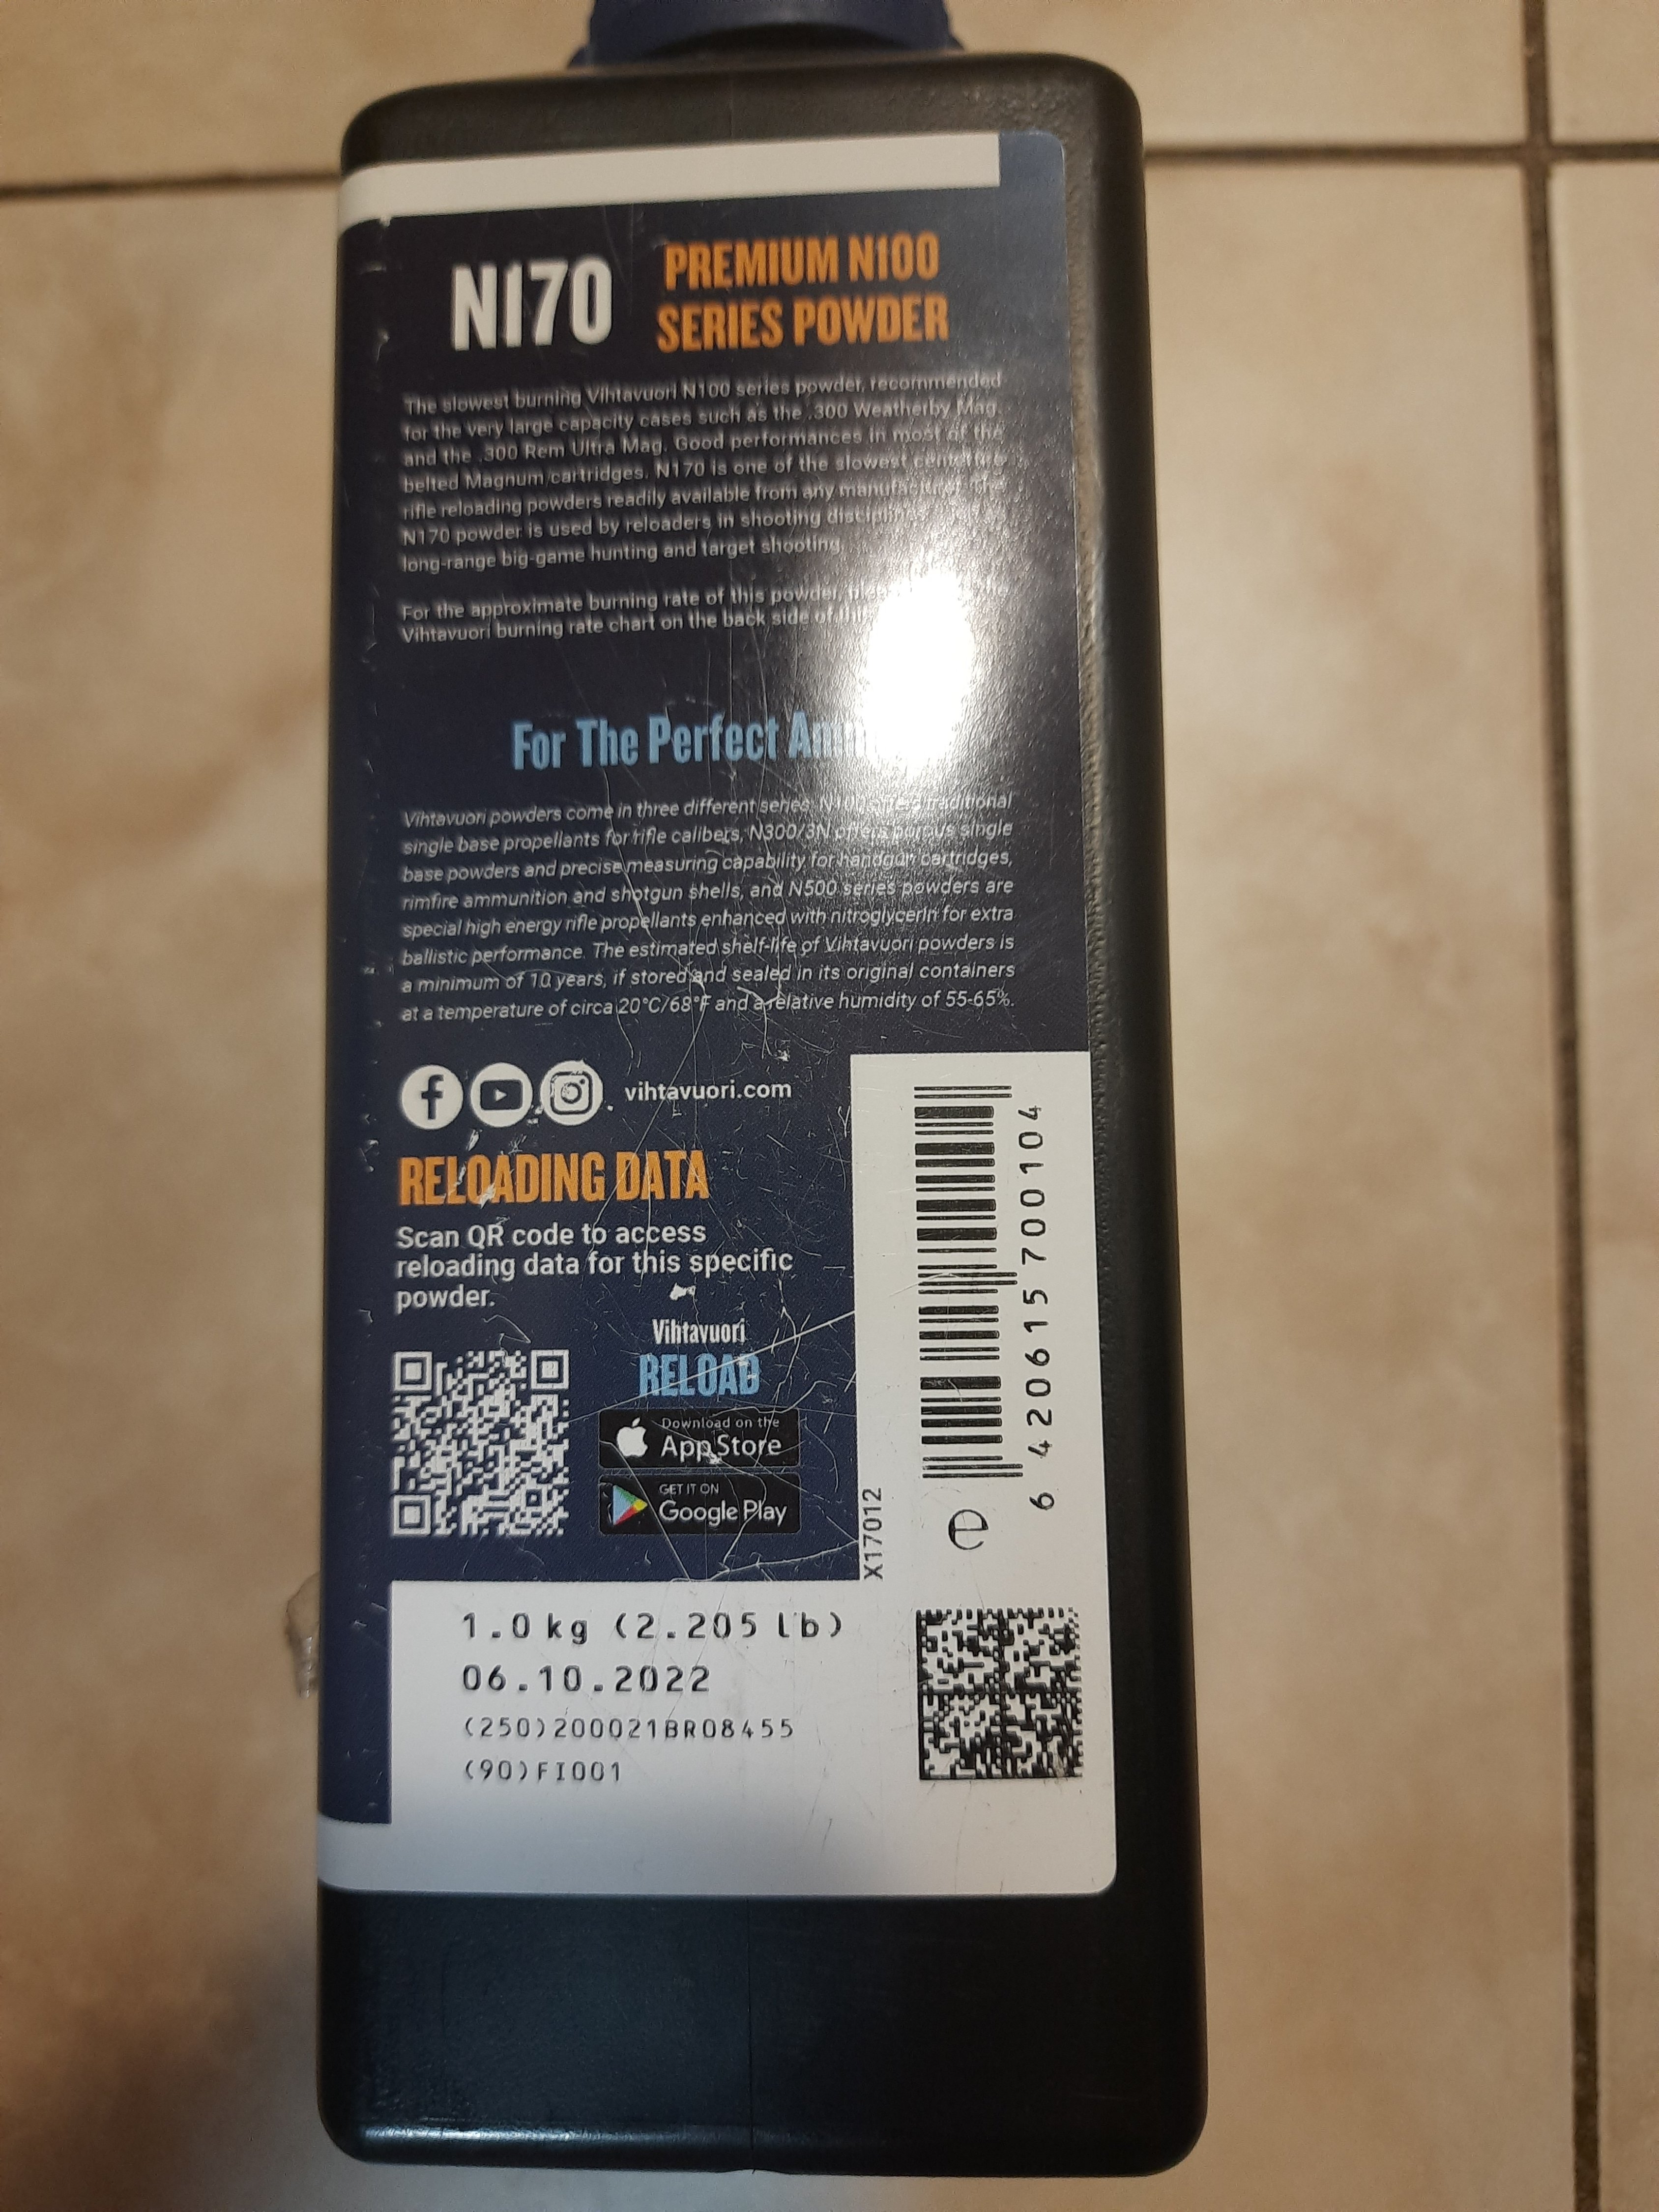 N170
PREMIUM N100
SERIES POWDER
The slowest burning Vihtavuori N100 series powder, recommended
for the very large capacity cases such as the .300 Weatherby Mag.
and the .300 Rem Ultra Mag. Good performances in most of the
belted Magnum cartridges. N170 is one of the slowest
rifle reloading powders readily available from any
N170 powder is used by reloaders in shooting
long-range big-game hunting and target shooting.
For the approximate burning rate of this powder,
Vihtavuori burning rate chart on the back side of
For The Perfect
Vihtavuori powders come in three different series. traditional
single base propellants for rifle calibers, N300/3N offers porous single
base powders and precise measuring capability for handgun cartridges,
rimfire ammunition and shotgun shells, and N500 series powders are
special high energy rifle propellants enhanced with nitroglycerin for extra
ballistic performance. The estimated shelf-life of Vihtavuori powders is
a minimum of 10 years, if stored and sealed in its original containers
at a temperature of circa 20°C/68°F and a relative humidity of 55-65%.
vihtavuori.com
RELOADING DATA
Scan QR code to access
reloading data for this specific
powder.
Vihtavuori
RELOAD
Download on the
App Store
GET IT ON
Google Play
X17012
6 420615 700104
e
1.0 kg (2.205 lb)
06.10.2022
(250)200021BR08455
(90)FI001